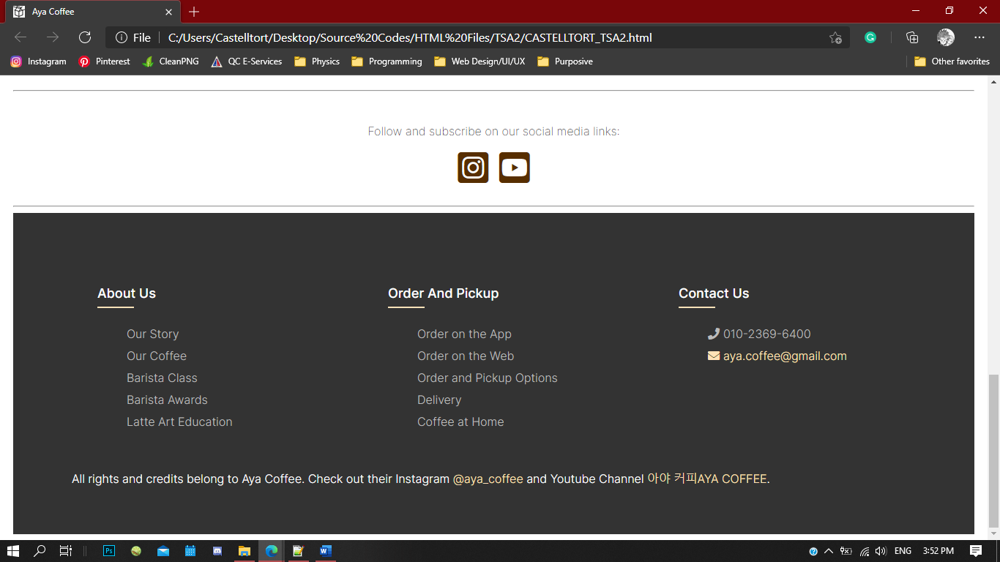 Aya Coffee
File
C:/Users/Castelltort/Desktop/Source%20Codes/HTML%20Files/TSA2/CASTELLTORT_TSA2.html
Instagram Pinterest CleanPNG QC E-Services Physics Programming Web Design/UI/UX Purposive Other favorites
Follow and subscribe on our social media links:
About Us
Our Story
Our Coffee
Barista Class
Barista Awards
Latte Art Education
Order And Pickup
Order on the App
Order on the Web
Order and Pickup Options
Delivery
Coffee at Home
Contact Us
010-2369-6400
aya.coffee@gmail.com
All rights and credits belong to Aya Coffee. Check out their Instagram @aya_coffee and Youtube Channel 아야 커피AYA COFFEE.
Ps
ENG
3:52 PM